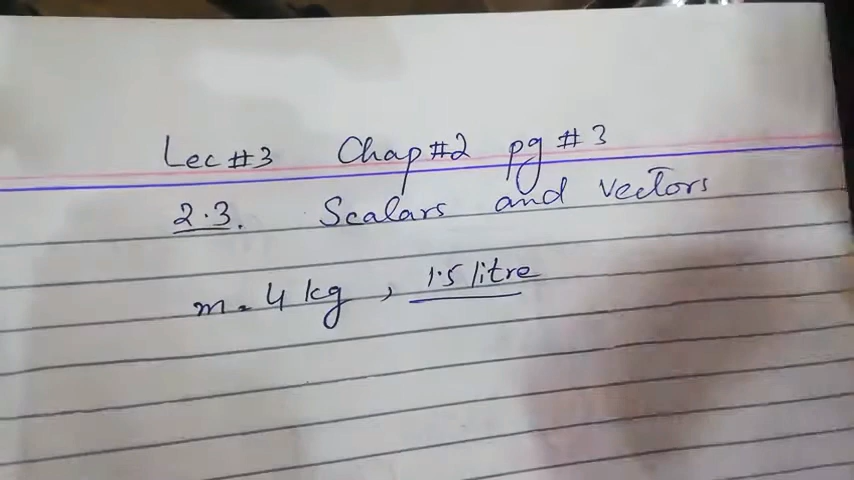 Lec #3 Chap #2 pg #3
2.3. Scalars and vectors
m = 4 kg , 1.5 litre